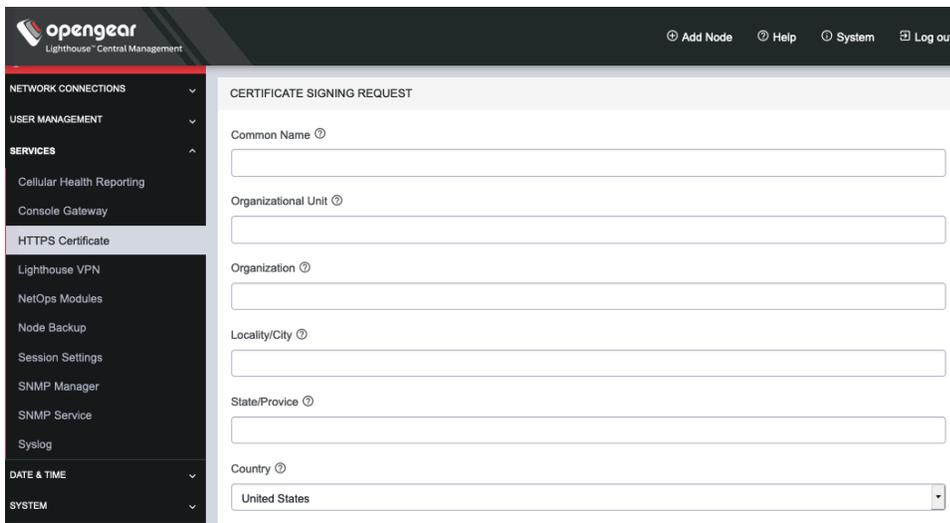 opengear
Lighthouse™ Central Management
Add Node
Help
System
Log out
NETWORK CONNECTIONS
USER MANAGEMENT
SERVICES
Cellular Health Reporting
Console Gateway
HTTPS Certificate
Lighthouse VPN
NetOps Modules
Node Backup
Session Settings
SNMP Manager
SNMP Service
Syslog
DATE & TIME
SYSTEM
CERTIFICATE SIGNING REQUEST
Common Name
Organizational Unit
Organization
Locality/City
State/Provice
Country
United States